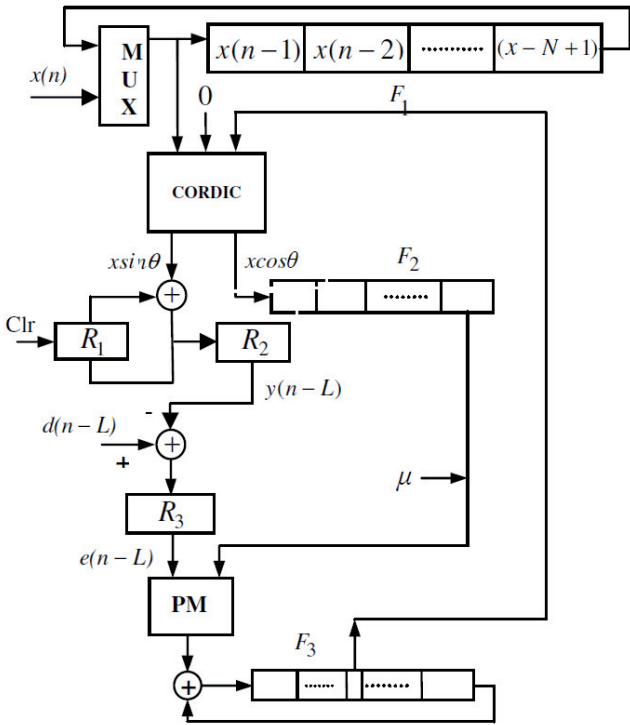 M
U
X
x(n)
x(n−1) x(n−2) ........... (x−N+1)
0
F1
CORDIC
xsinθ
xcosθ
F2
+
........
Clr
R1
R2
y(n−L)
-
d(n−L)
+
+
μ
R3
e(n−L)
PM
F3
+
....... ........